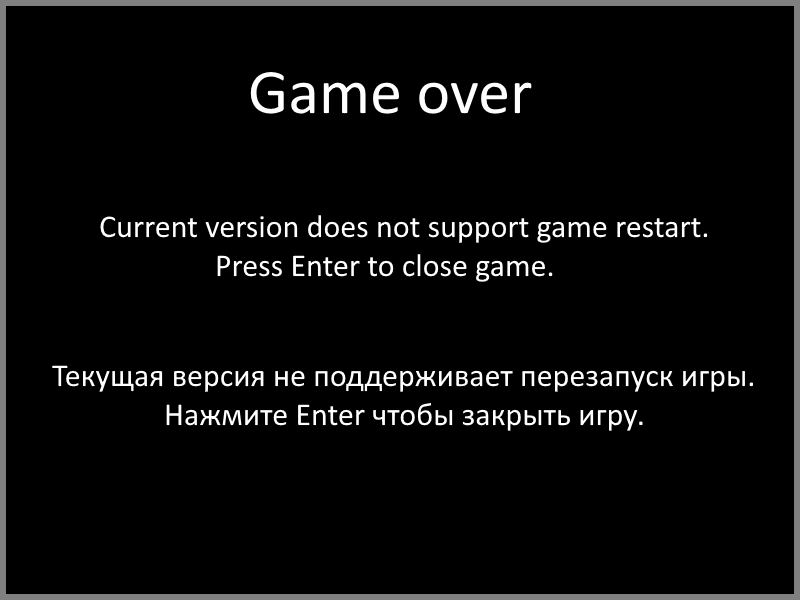 Game over
Current version does not support game restart.
Press Enter to close game.
Текущая версия не поддерживает перезапуск игры.
Нажмите Enter чтобы закрыть игру.